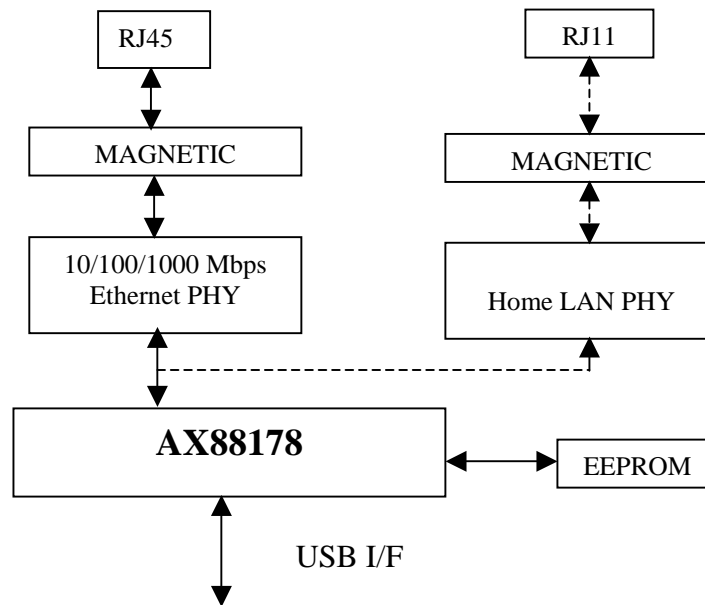 RJ45
RJ11
MAGNETIC
MAGNETIC
10/100/1000 Mbps
Ethernet PHY
Home LAN PHY
AX88178
EEPROM
USB I/F